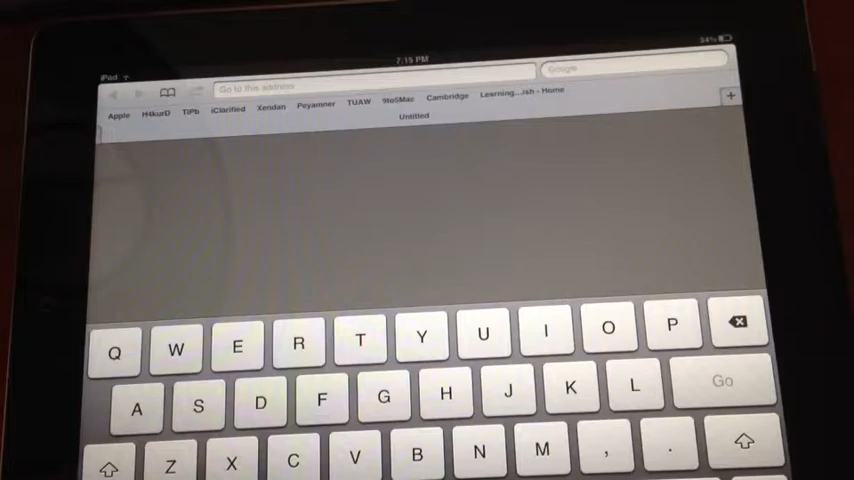 iPad 7:15 PM 34%
Go to this address Google
Apple H4kurD TiPb iClarified Xendan Peyamner TUAW 9to5Mac Cambridge Learning...ish - Home
Untitled +
Q W E R T Y U I O P
A S D F G H J K L Go
Z X C V B N M , .